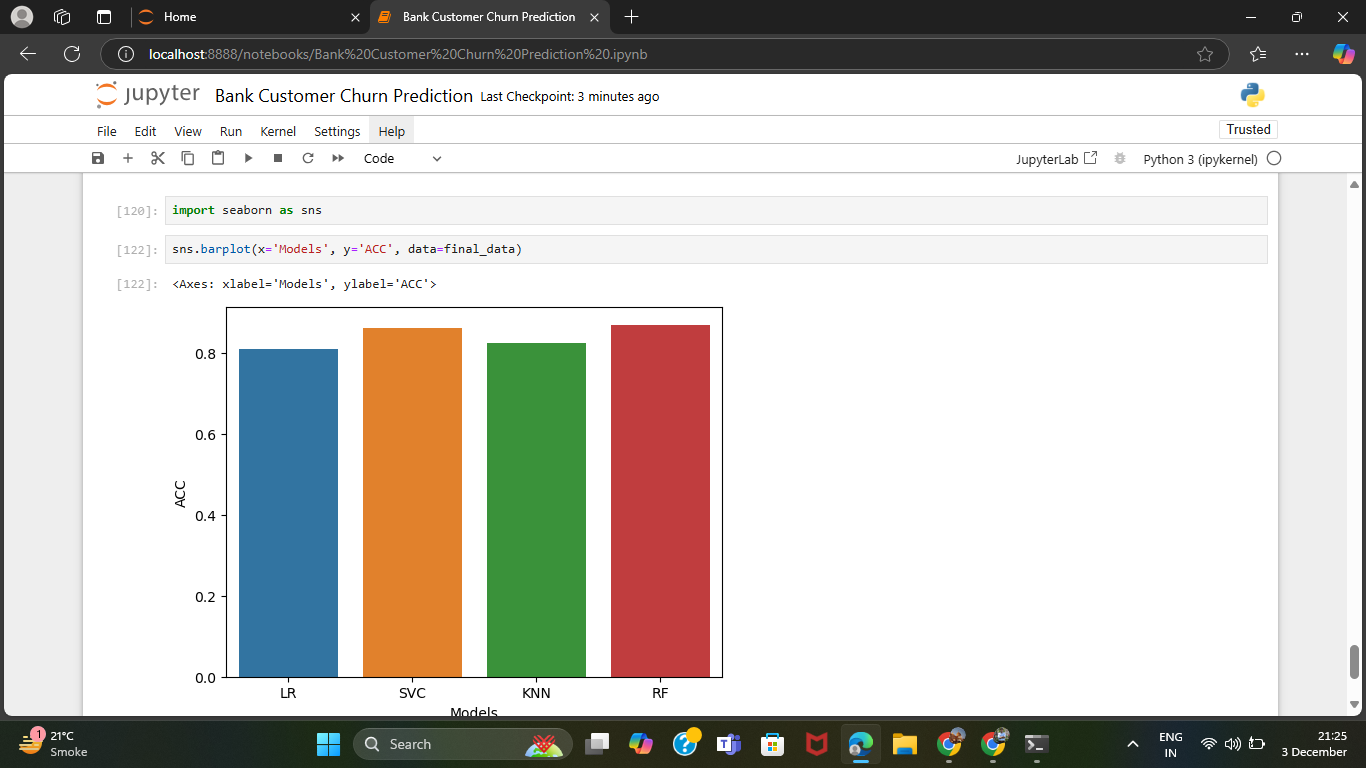 Home
Bank Customer Churn Prediction
localhost:8888/notebooks/Bank%20Customer%20Churn%20Prediction%20.ipynb
jupyter Bank Customer Churn Prediction Last Checkpoint: 3 minutes ago
File Edit View Run Kernel Settings Help Trusted
Code JupyterLab Python 3 (ipykernel)
[120]: import seaborn as sns
[122]: sns.barplot(x='Models', y='ACC', data=final_data)
[122]: <Axes: xlabel='Models', ylabel='ACC'>
0.8
0.6
0.4
0.2
0.0
ACC
LR SVC KNN RF
Models
1
21°C
Smoke
Search
ENG
IN
21:25
3 December